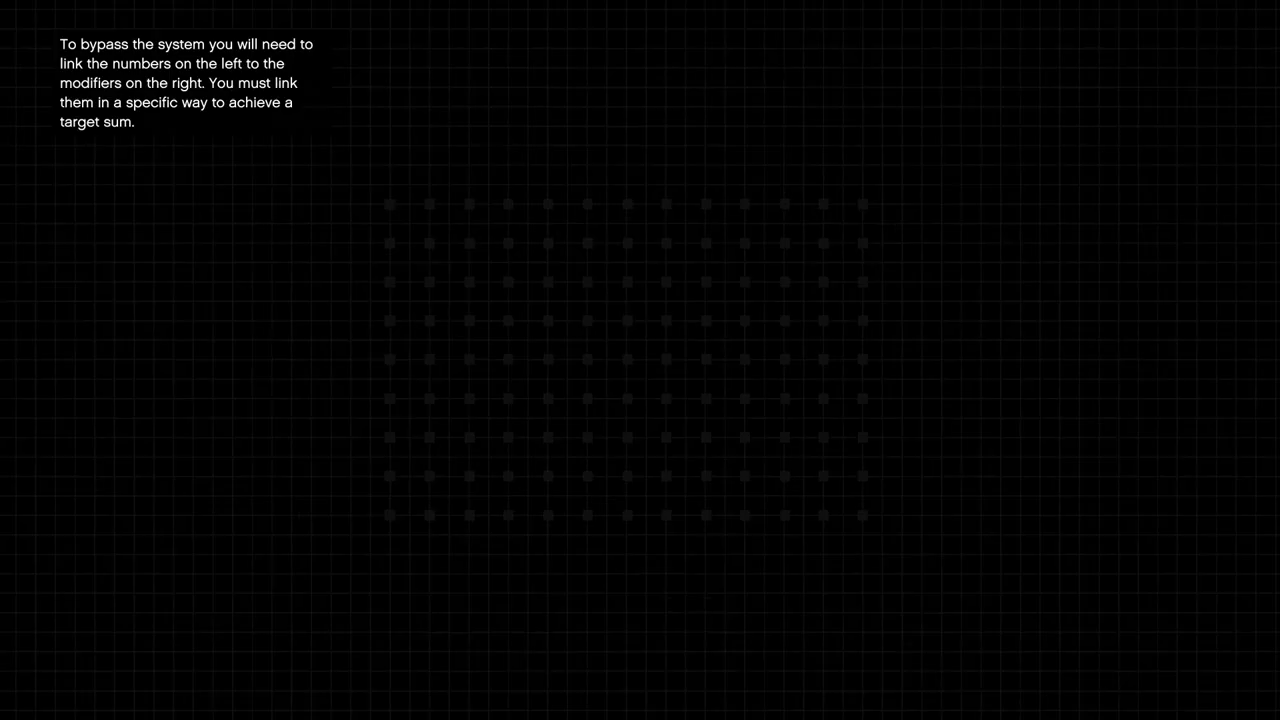 To bypass the system you will need to
link the numbers on the left to the
modifiers on the right. You must link
them in a specific way to achieve a
target sum.